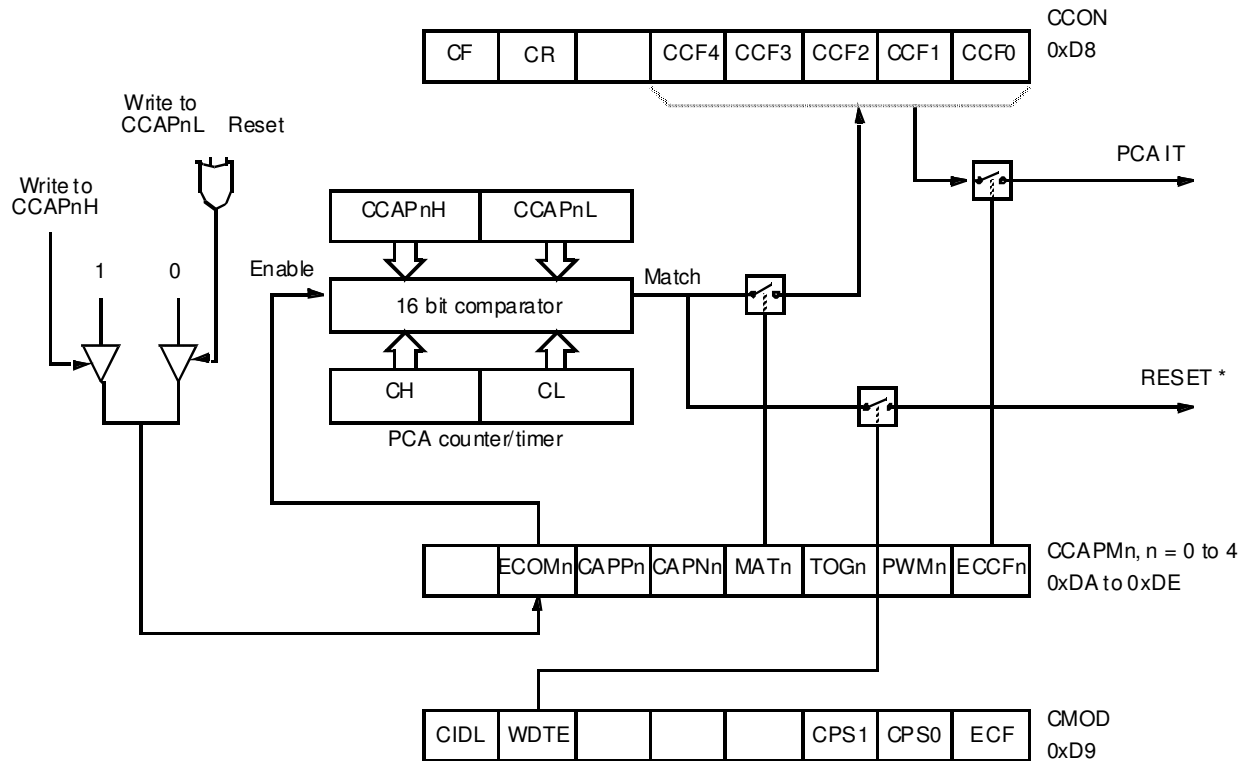 CCON
0xD8
CF CR CCF4 CCF3 CCF2 CCF1 CCF0
Write to
CCAPnL Reset
PCA IT
Write to
CCAPnH
CCAPnH CCAPnL
1 0
Enable
Match
16 bit comparator
RESET *
CH CL
PCA counter/timer
ECOMn CAPPn CAPNn MATn TOGn PWMn ECCFn
CCAPMn, n = 0 to 4
0xDA to 0xDE
CIDL WDTE CPS1 CPS0 ECF
CMOD
0xD9